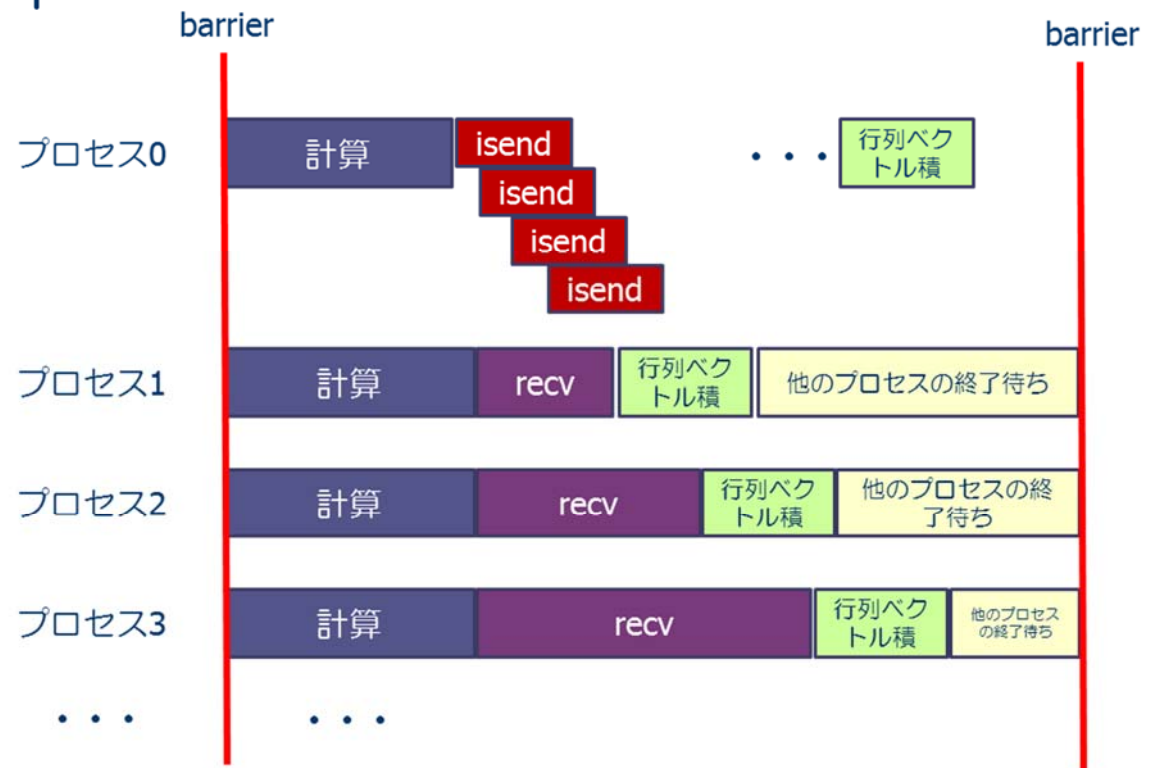 barrier
barrier
プロセス0
計算
isend
isend
isend
isend
・・・
行列ベク
トル積
プロセス1
計算
recv
行列ベク
トル積
他のプロセスの終了待ち
プロセス2
計算
recv
行列ベク
トル積
他のプロセスの終
了待ち
プロセス3
計算
recv
行列ベク
トル積
他のプロセス
の終了待ち
・・・
・・・